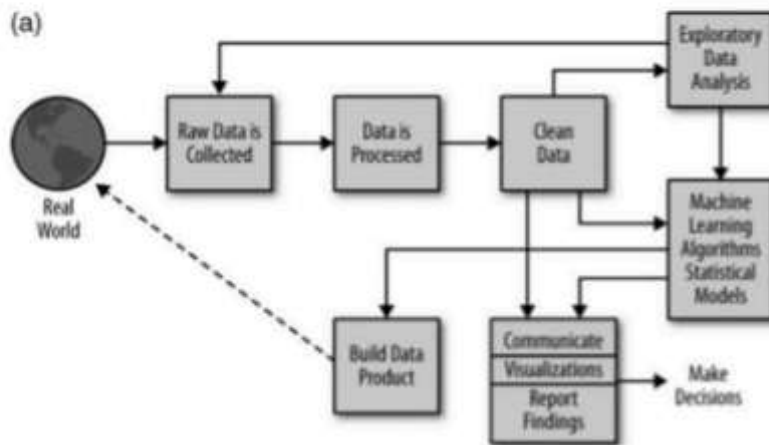 (a)
Exploratory
Data
Analysis
Raw Data is
Collected
Data is
Processed
Clean
Data
Real
World
Machine
Learning
Algorithms
Statistical
Models
Build Data
Product
Communicate
Visualizations
Report
Findings
Make
Decisions